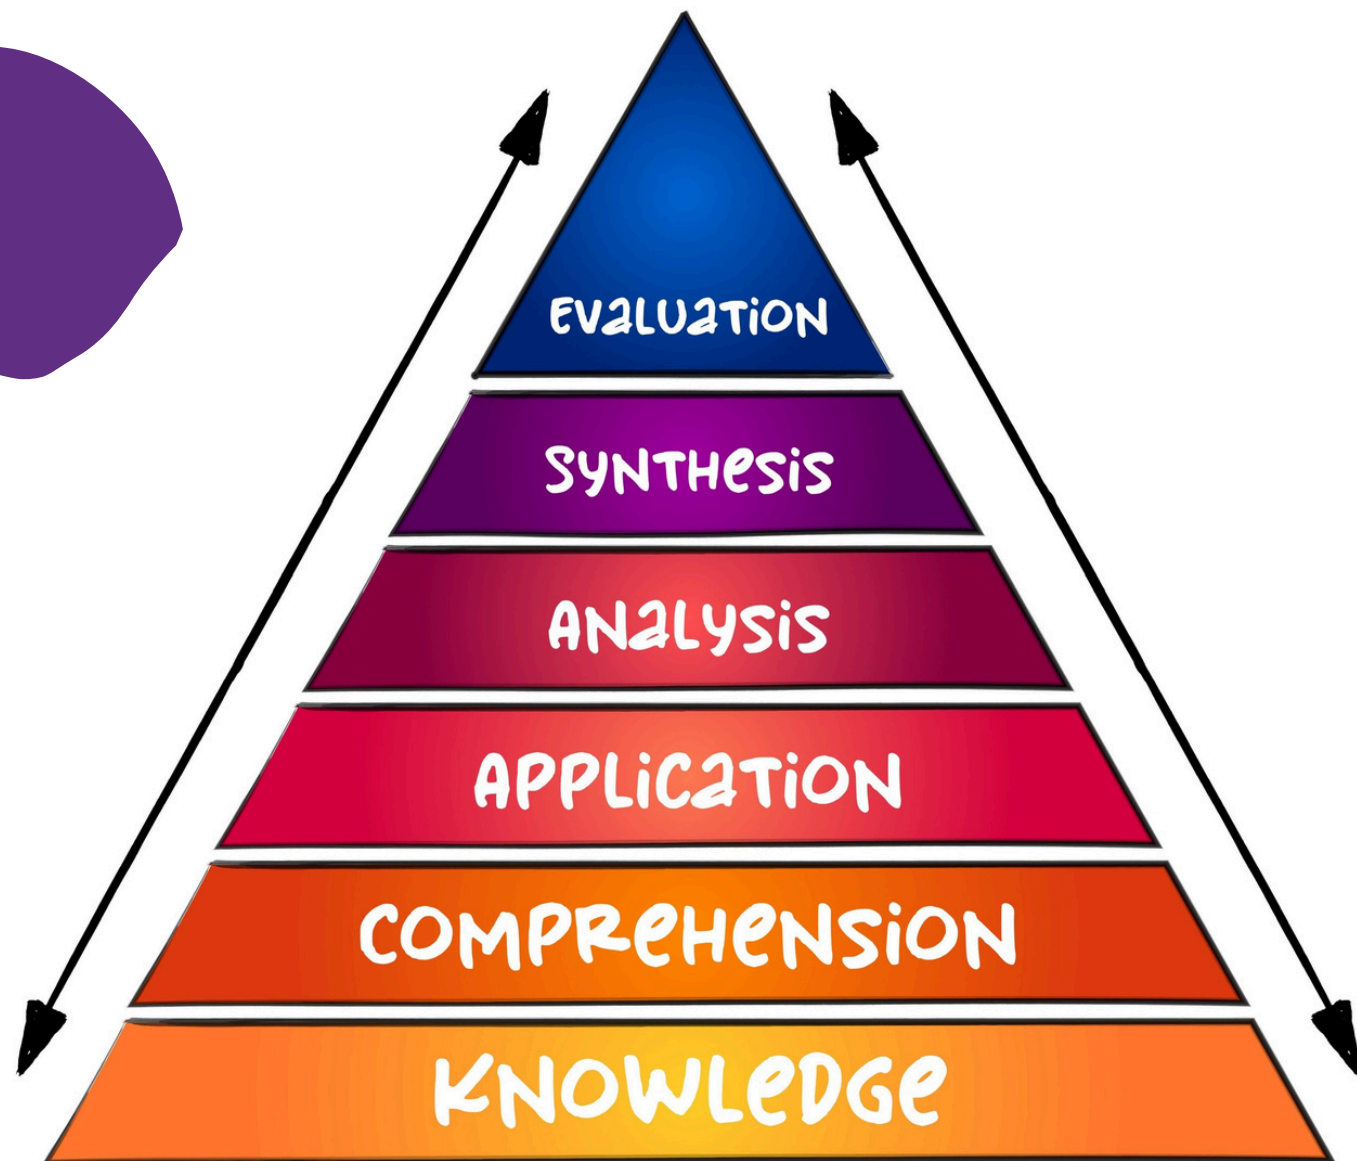 EVALUATION
SYNTHESIS
ANALYSIS
APPLICATION
COMPREHENSION
KNOWLEDGE